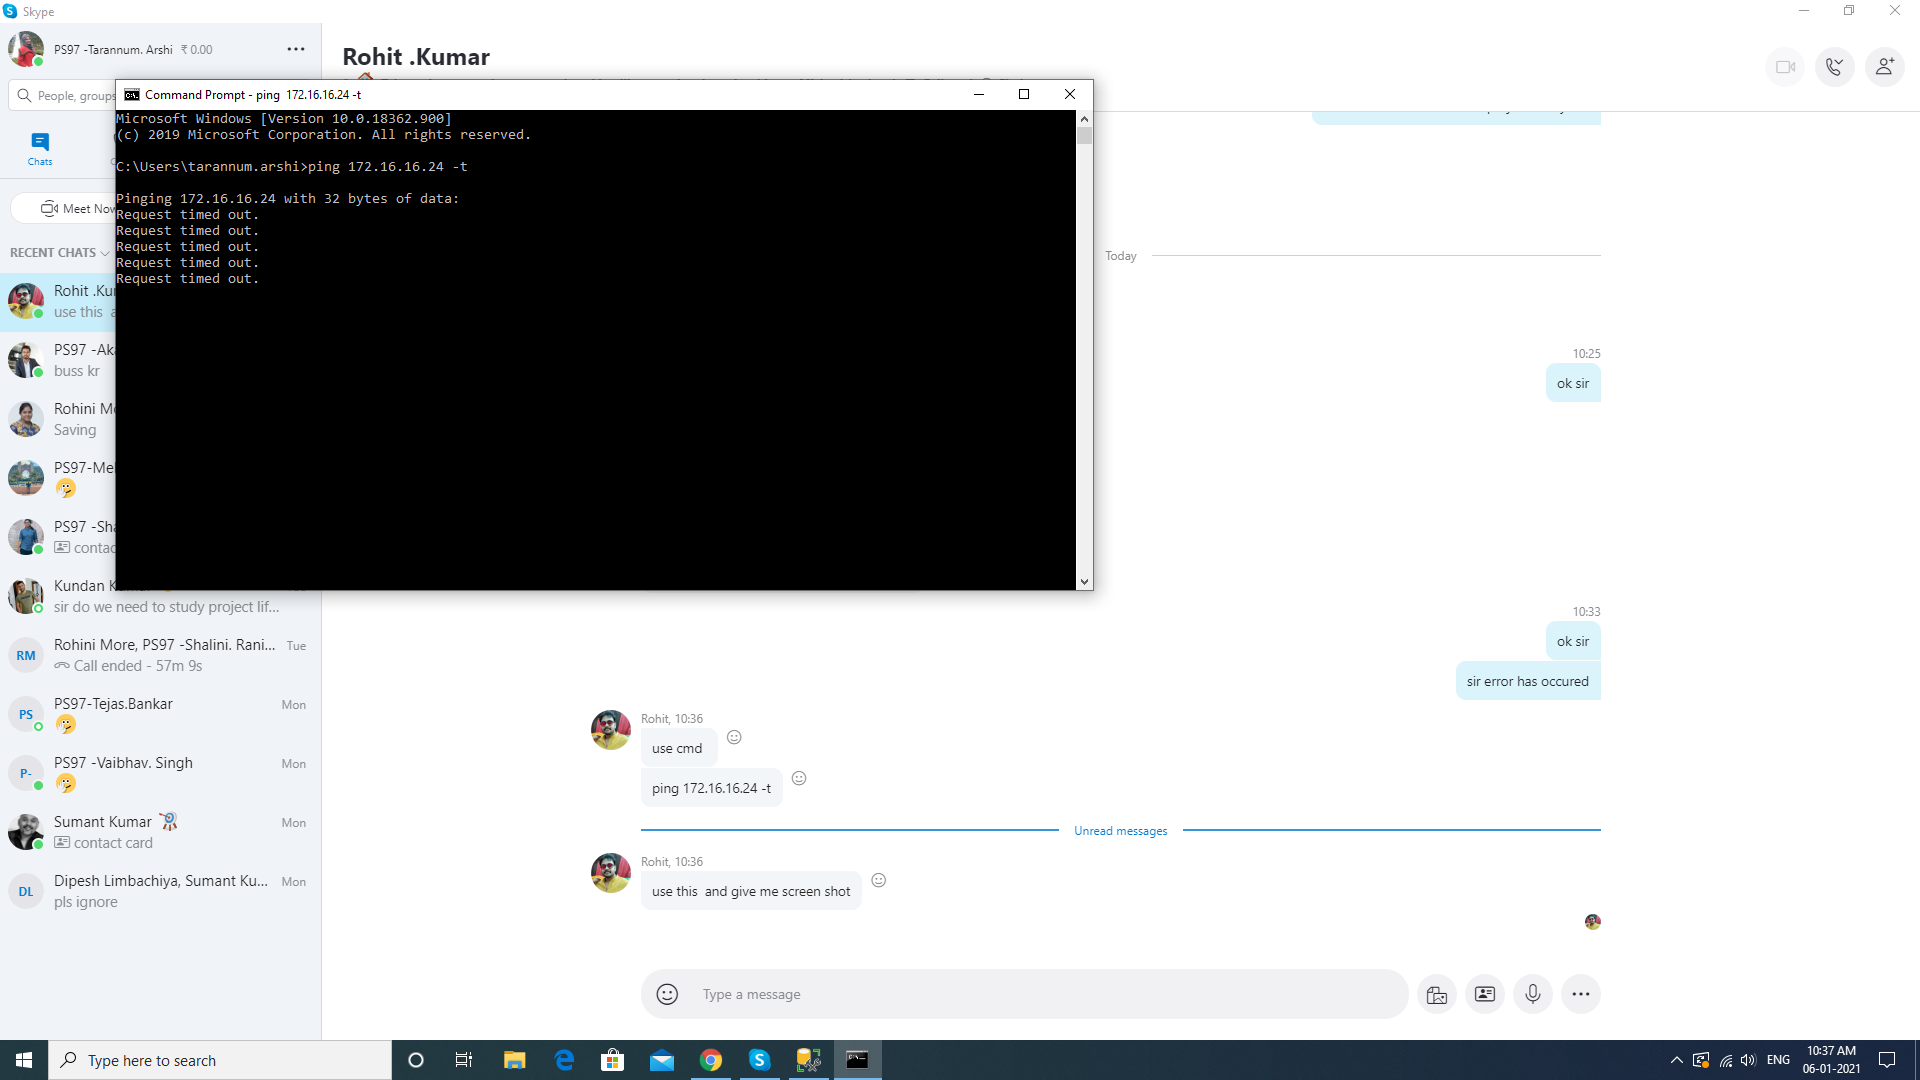 Skype
PS97 -Tarannum. Arshi ₹ 0.00
People, groups
Chats
Meet Now
RECENT CHATS
Rohit .Ku
use this
PS97 -Aka
buss kr
Rohini Mo
Saving
PS97-Me
PS97 -Sha
contac
Kundan K
sir do we need to study project lif...
Rohini More, PS97 -Shalini. Rani... Tue
RM
Call ended - 57m 9s
PS97-Tejas.Bankar Mon
PS
PS97 -Vaibhav. Singh Mon
P-
Sumant Kumar Mon
contact card
Dipesh Limbachiya, Sumant Ku... Mon
DL
pls ignore
Rohit .Kumar
Command Prompt - ping 172.16.16.24 -t
Microsoft Windows [Version 10.0.18362.900]
(c) 2019 Microsoft Corporation. All rights reserved.
C:\Users\tarannum.arshi>ping 172.16.16.24 -t
Pinging 172.16.16.24 with 32 bytes of data:
Request timed out.
Request timed out.
Request timed out.
Request timed out.
Request timed out.
Today
10:25
ok sir
10:33
ok sir
sir error has occured
Rohit, 10:36
use cmd
ping 172.16.16.24 -t
Unread messages
Rohit, 10:36
use this and give me screen shot
Type a message
Type here to search
ENG
10:37 AM
06-01-2021